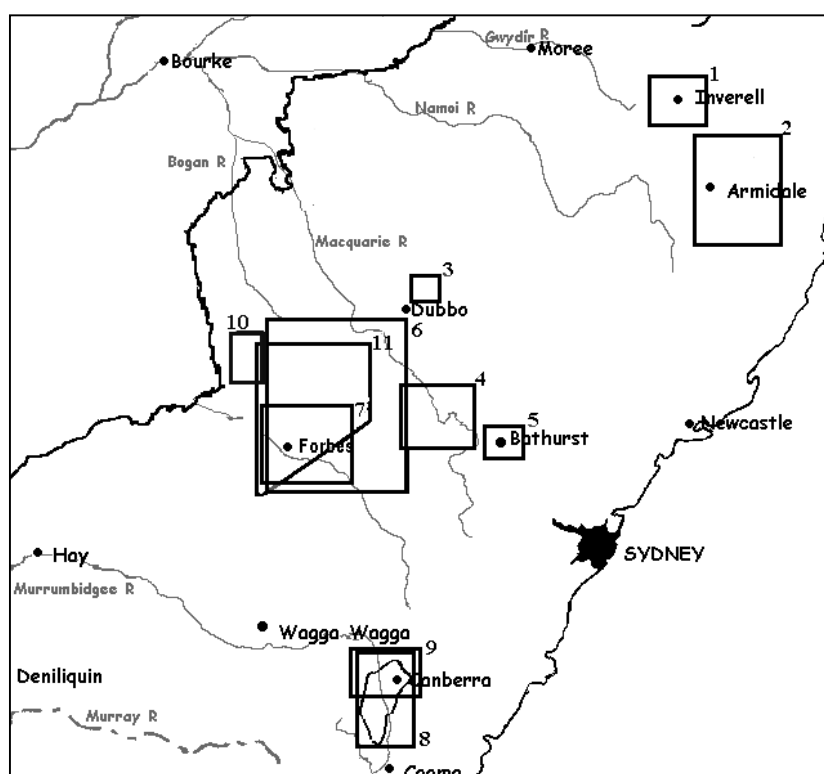 Gwydir R
Moree
Bourke
1
Inverell
Namoi R
2
Bogan R
Armidale
Macquarie R
3
Dubbo
10
6
11
4
7
5
Newcastle
Forbes
Bathurst
SYDNEY
Hay
Murrumbidgee R
Wagga Wagga
9
Deniliquin
Canberra
Murray R
8
Cooma